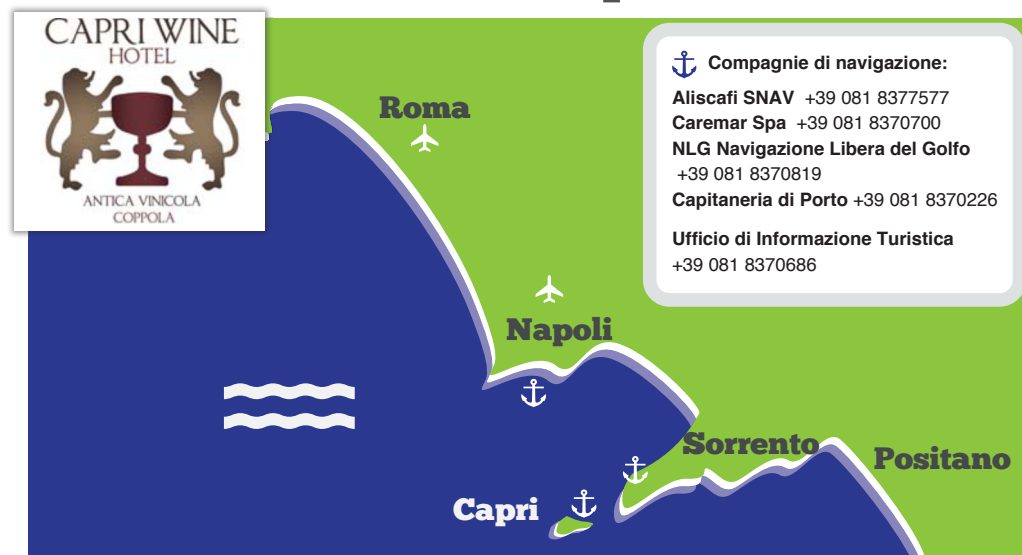 CAPRI WINE
HOTEL
ANTICA VINICOLA
COPPOLA
Compagnie di navigazione:
Aliscafi SNAV +39 081 8377577
Caremar Spa +39 081 8370700
NLG Navigazione Libera del Golfo
+39 081 8370819
Capitaneria di Porto +39 081 8370226
Ufficio di Informazione Turistica
+39 081 8370686
Roma
Napoli
Sorrento
Positano
Capri